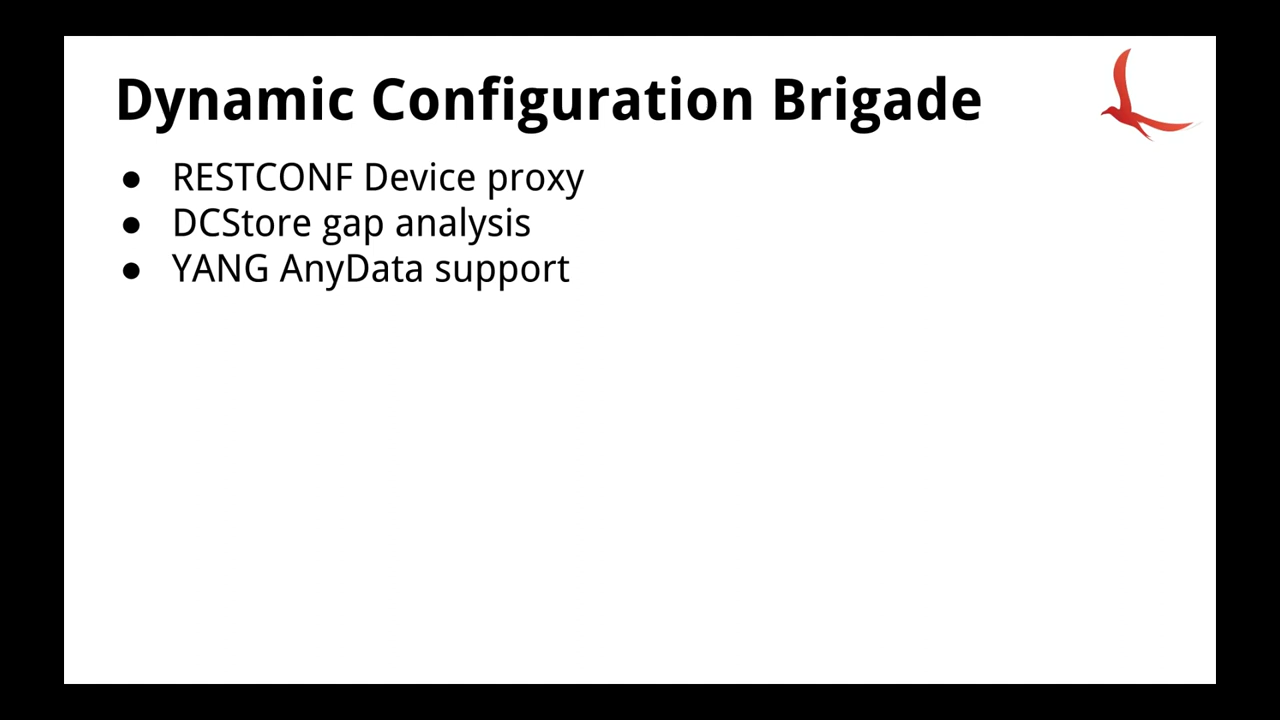 Dynamic Configuration Brigade
● RESTCONF Device proxy
● DCStore gap analysis
● YANG AnyData support